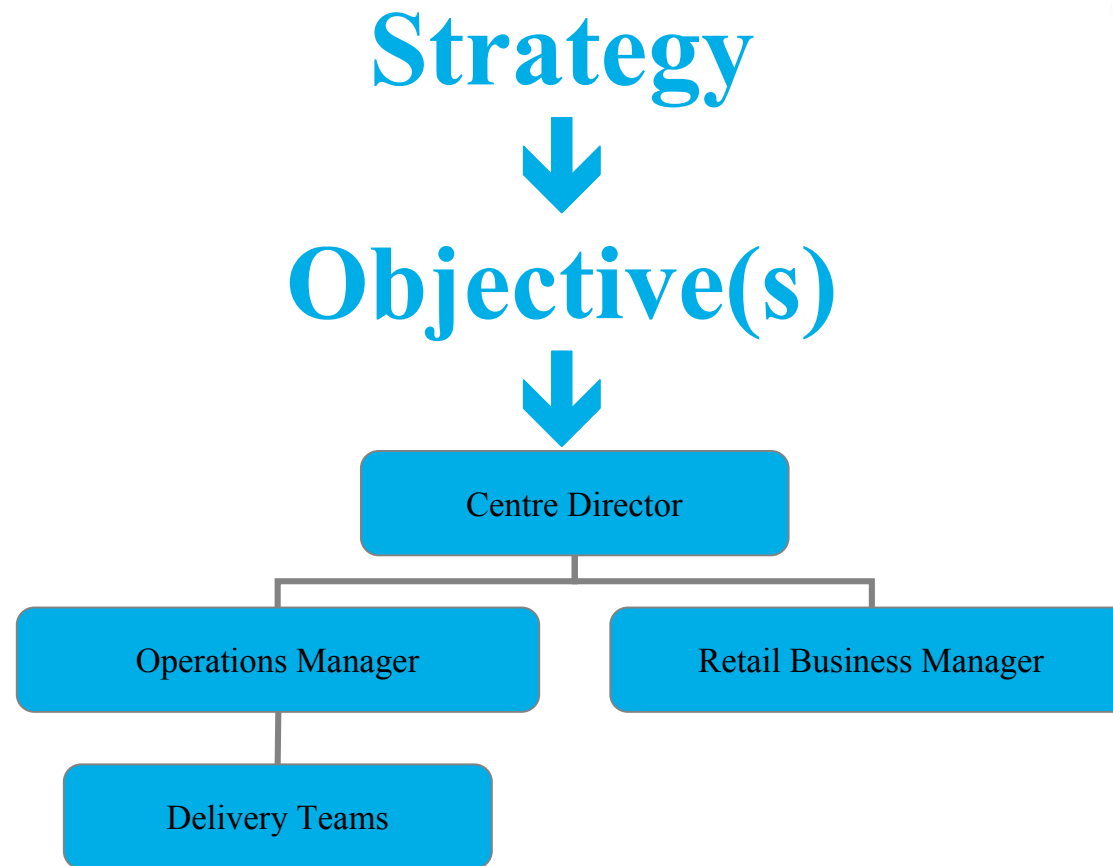 Strategy
Objective(s)
Centre Director
Operations Manager
Retail Business Manager
Delivery Teams